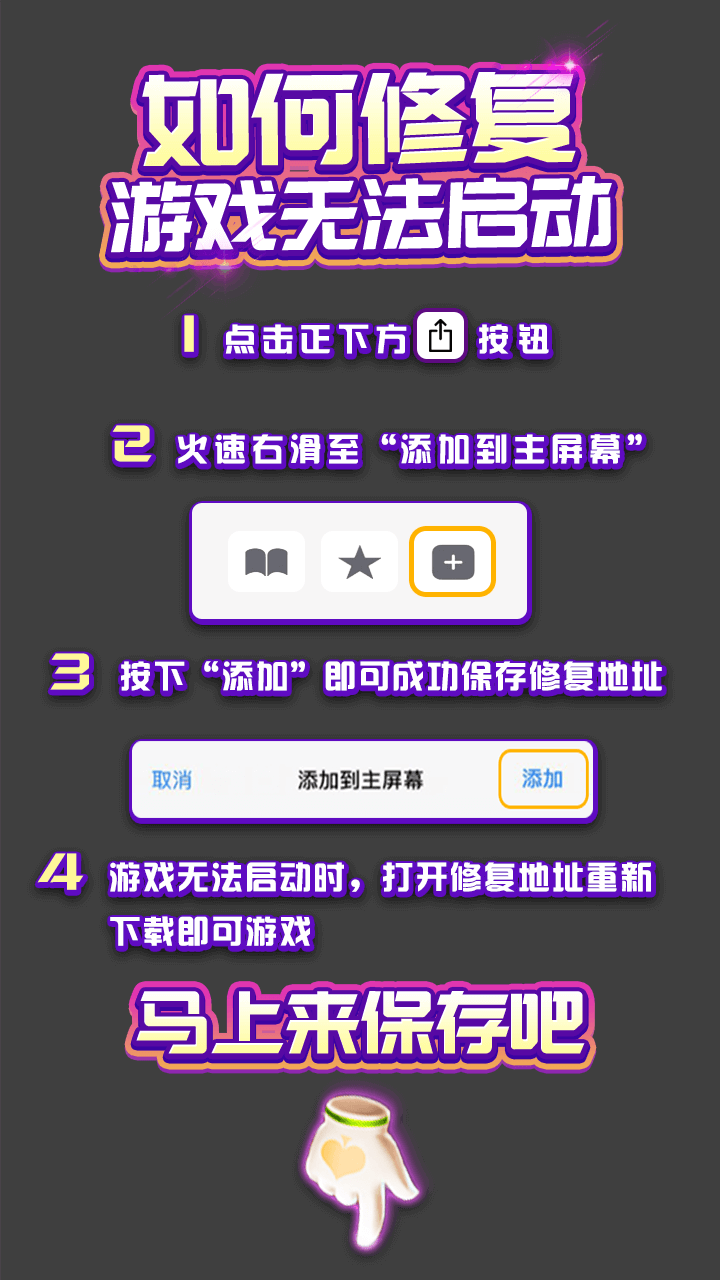 如何修复
游戏无法启动
1 点击正下方 按钮
2 火速右滑至“添加到主屏幕”
3 按下“添加”即可成功保存修复地址
取消 添加到主屏幕 添加
4 游戏无法启动时，打开修复地址重新
下载即可游戏
马上来保存吧